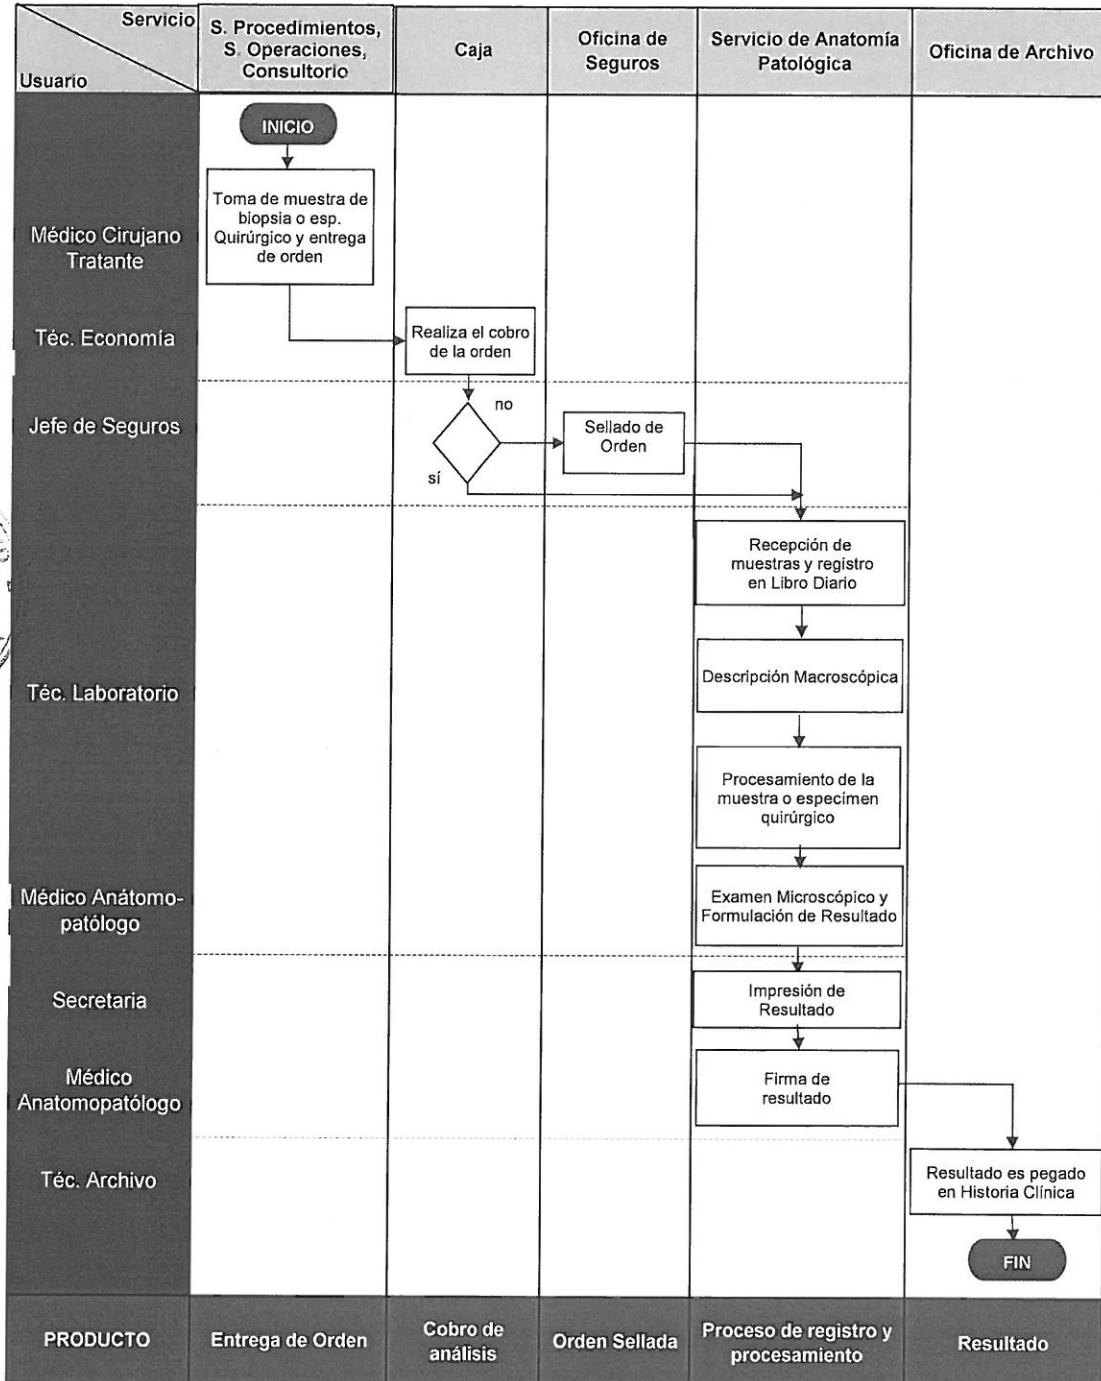 Servicio
Usuario
S. Procedimientos,
S. Operaciones,
Consultorio
Caja
Oficina de
Seguros
Servicio de Anatomía
Patológica
Oficina de Archivo
INICIO
Médico Cirujano
Tratante
Toma de muestra de
biopsia o esp.
Quirúrgico y entrega
de orden
Téc. Economía
Realiza el cobro
de la orden
Jefe de Seguros
no
sí
Sellado de
Orden
Téc. Laboratorio
Recepción de
muestras y registro
en Libro Diario
Descripción Macroscópica
Procesamiento de la
muestra o especimen
quirúrgico
Médico Anátomo-
patólogo
Examen Microscópico y
Formulación de Resultado
Secretaria
Impresión de
Resultado
Médico
Anatomopatólogo
Firma de
resultado
Téc. Archivo
Resultado es pegado
en Historia Clínica
FIN
PRODUCTO
Entrega de Orden
Cobro de
análisis
Orden Sellada
Proceso de registro y
procesamiento
Resultado